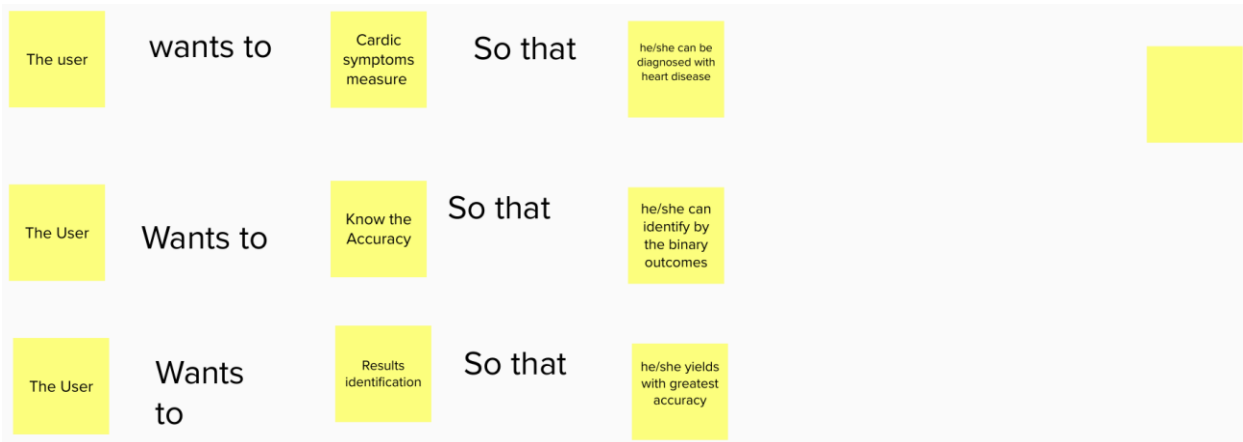 The user
wants to
Cardic
symptoms
measure
So that
he/she can be
diagnosed with
heart disease
The User
Wants to
Know the
Accuracy
So that
he/she can
identify by
the binary
outcomes
The User
Wants
to
Results
identification
So that
he/she yields
with greatest
accuracy